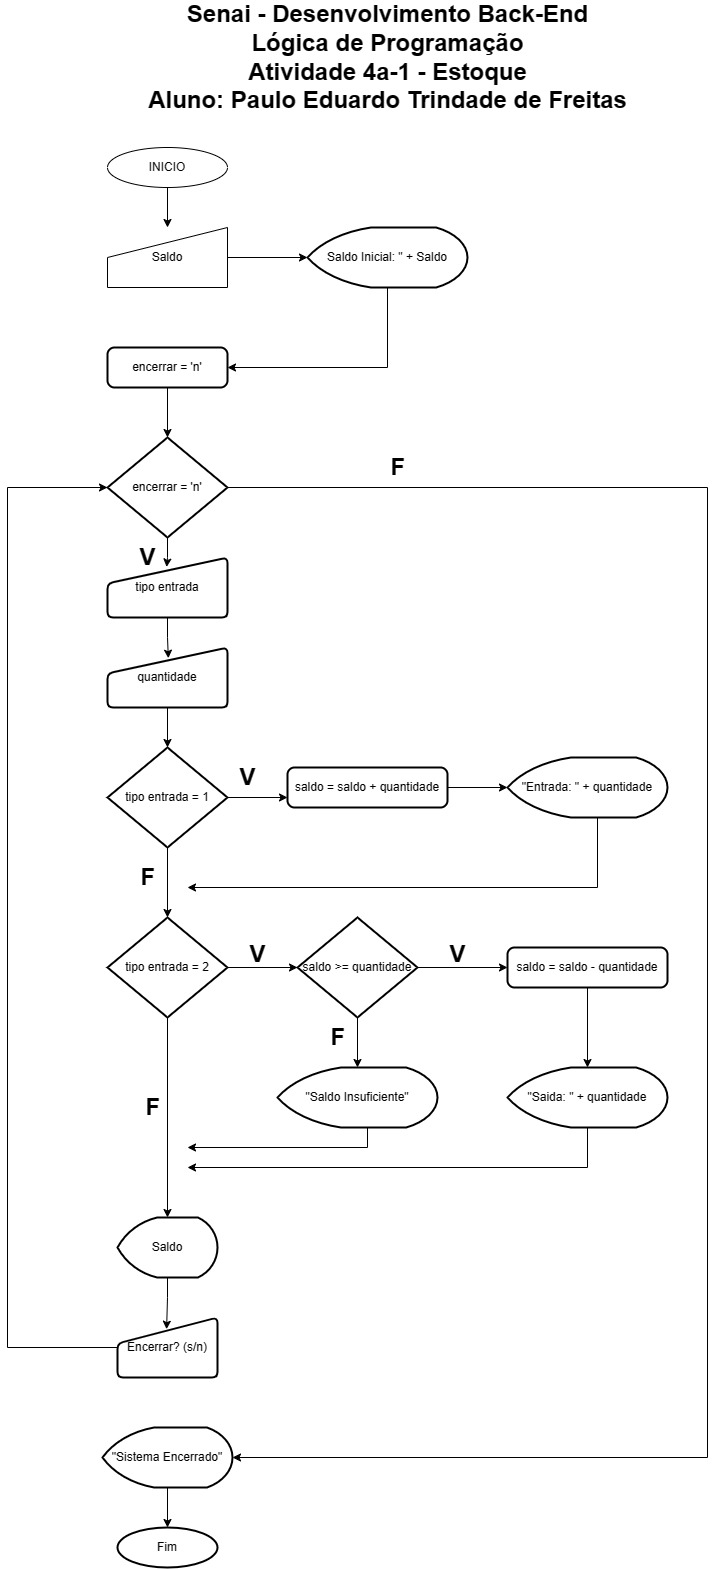 Senai - Desenvolvimento Back-End
Lógica de Programação
Atividade 4a-1 - Estoque
Aluno: Paulo Eduardo Trindade de Freitas
INICIO
Saldo
Saldo Inicial: " + Saldo
encerrar = 'n'
encerrar = 'n'
F
V
tipo entrada
quantidade
tipo entrada = 1
V
saldo = saldo + quantidade
"Entrada: " + quantidade
F
tipo entrada = 2
V
saldo >= quantidade
V
saldo = saldo - quantidade
F
"Saldo Insuficiente"
"Saida: " + quantidade
F
Saldo
Encerrar? (s/n)
"Sistema Encerrado"
Fim